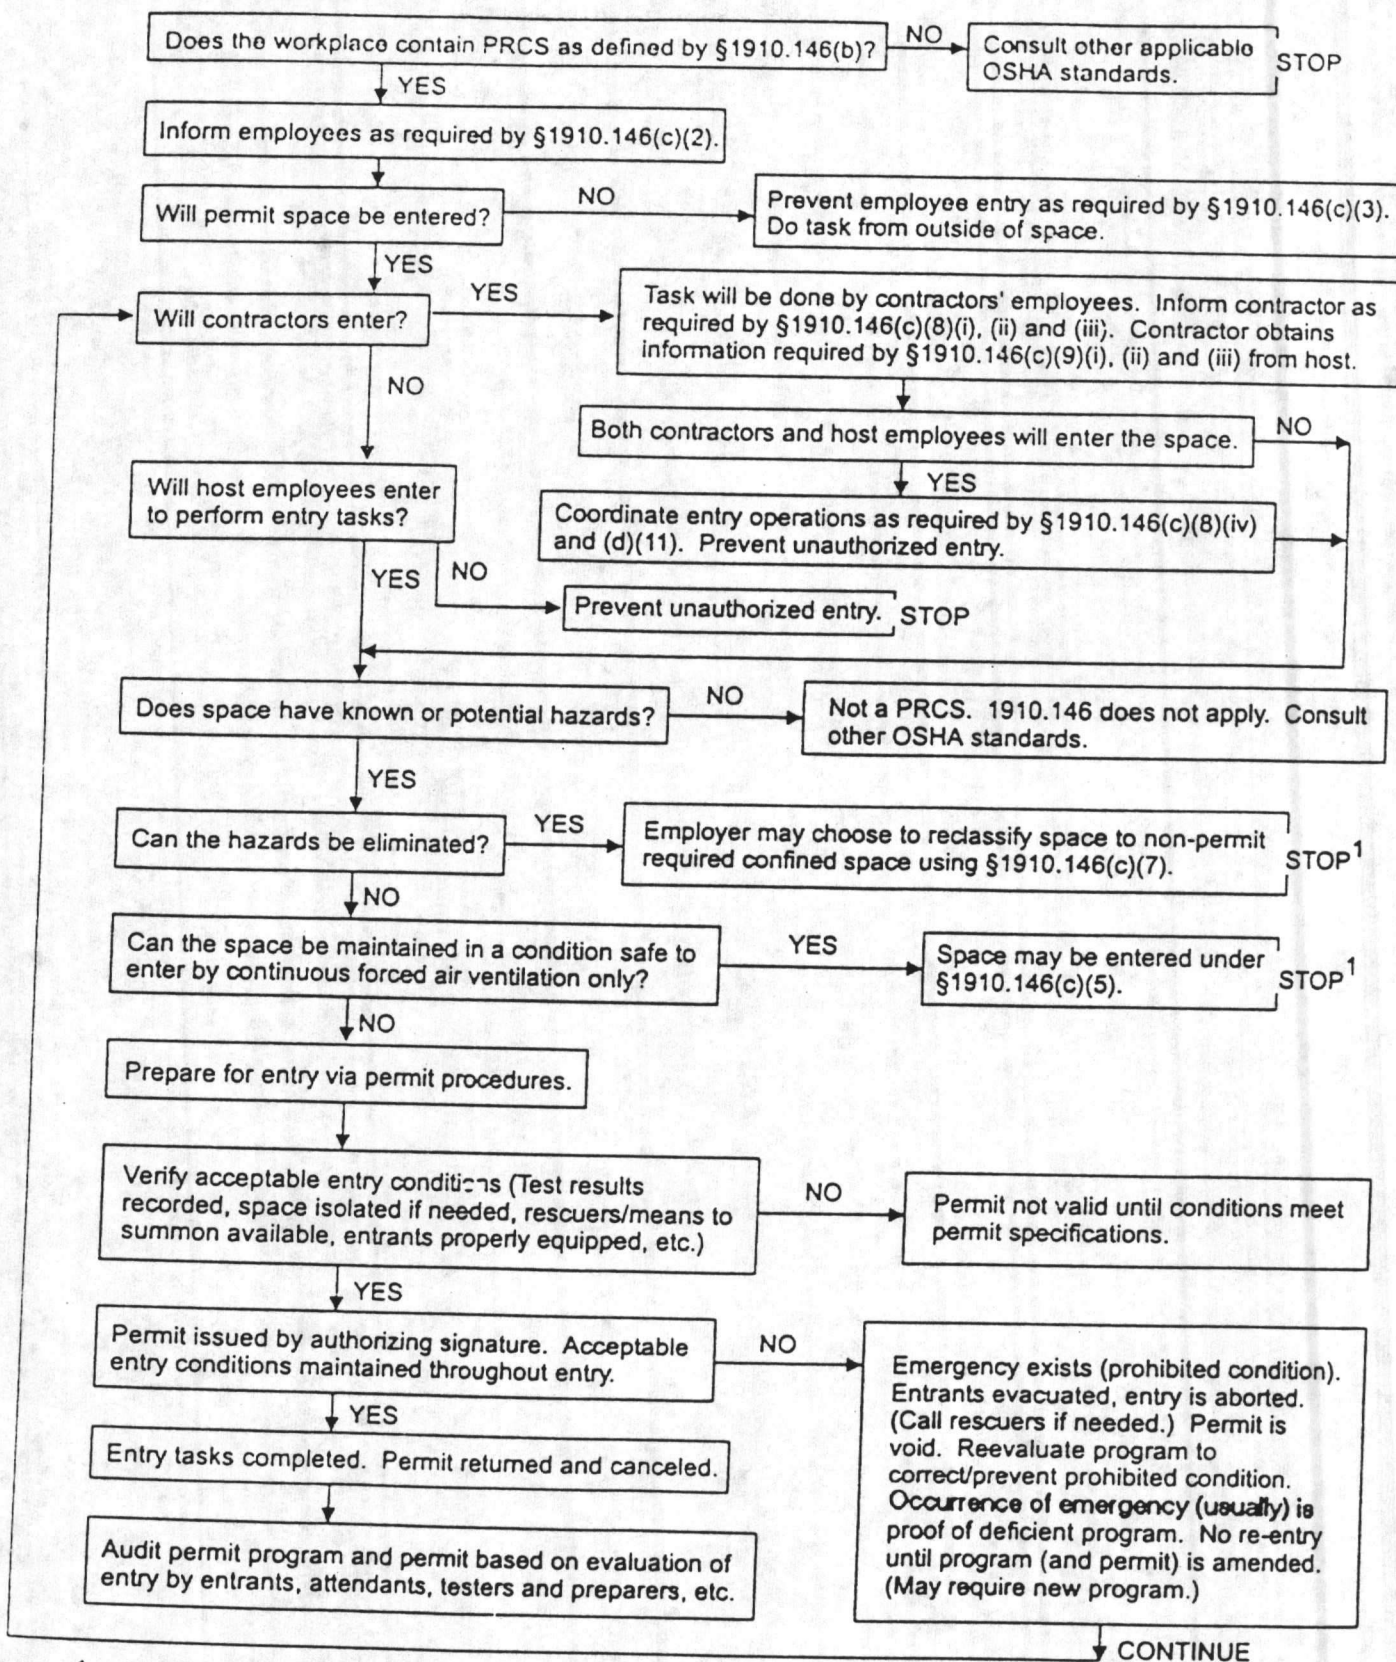 Does the workplace contain PRCS as defined by §1910.146(b)?
NO
Consult other applicable
OSHA standards.
STOP
YES
Inform employees as required by §1910.146(c)(2).
Will permit space be entered?
NO
Prevent employee entry as required by §1910.146(c)(3).
Do task from outside of space.
YES
Will contractors enter?
YES
Task will be done by contractors' employees. Inform contractor as
required by §1910.146(c)(8)(i), (ii) and (iii). Contractor obtains
information required by §1910.146(c)(9)(i), (ii) and (iii) from host.
NO
Both contractors and host employees will enter the space.
NO
YES
Will host employees enter
to perform entry tasks?
Coordinate entry operations as required by §1910.146(c)(8)(iv)
and (d)(11). Prevent unauthorized entry.
YES
NO
Prevent unauthorized entry.
STOP
Does space have known or potential hazards?
NO
Not a PRCS. 1910.146 does not apply. Consult
other OSHA standards.
YES
Can the hazards be eliminated?
YES
Employer may choose to reclassify space to non-permit
required confined space using §1910.146(c)(7).
STOP1
NO
Can the space be maintained in a condition safe to
enter by continuous forced air ventilation only?
YES
Space may be entered under
§1910.146(c)(5).
STOP1
NO
Prepare for entry via permit procedures.
Verify acceptable entry conditions (Test results
recorded, space isolated if needed, rescuers/means to
summon available, entrants properly equipped, etc.)
NO
Permit not valid until conditions meet
permit specifications.
YES
Permit issued by authorizing signature. Acceptable
entry conditions maintained throughout entry.
NO
Emergency exists (prohibited condition).
Entrants evacuated, entry is aborted.
(Call rescuers if needed.) Permit is
void. Reevaluate program to
correct/prevent prohibited condition.
Occurrence of emergency (usually) is
proof of deficient program. No re-entry
until program (and permit) is amended.
(May require new program.)
YES
Entry tasks completed. Permit returned and canceled.
Audit permit program and permit based on evaluation of
entry by entrants, attendants, testers and preparers, etc.
CONTINUE